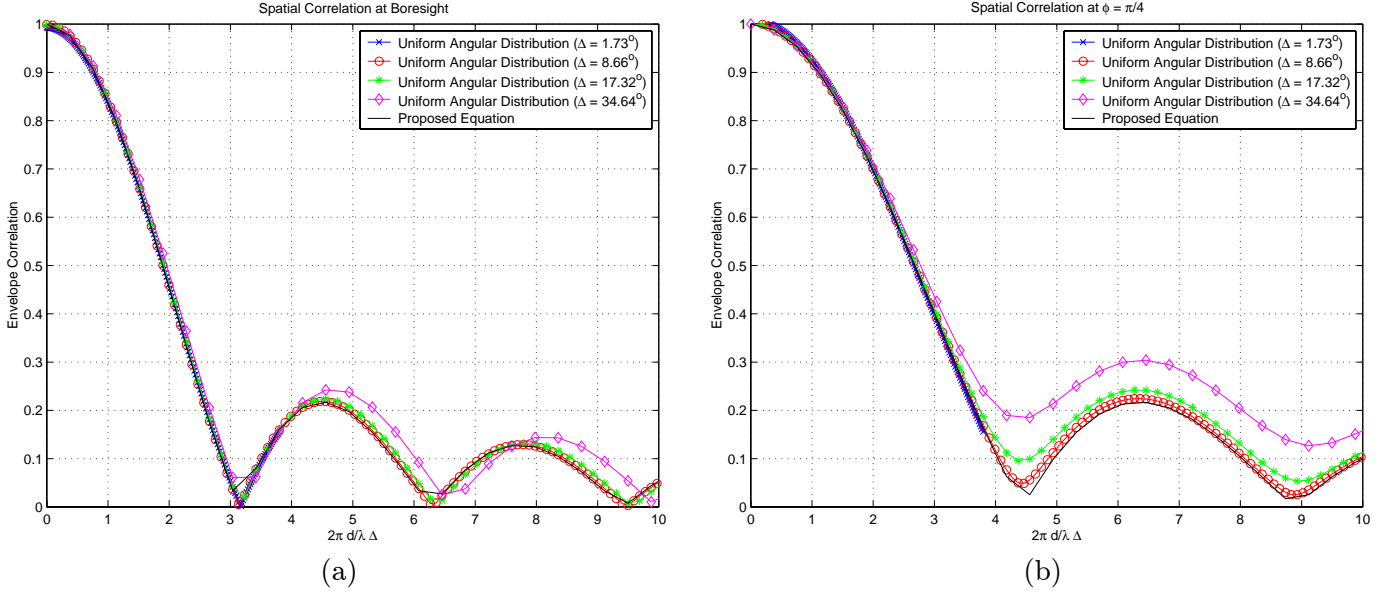 Spatial Correlation at Boresight
Envelope Correlation
1
0.9
0.8
0.7
0.6
0.5
0.4
0.3
0.2
0.1
0
Uniform Angular Distribution (Δ = 1.73°)
Uniform Angular Distribution (Δ = 8.66°)
Uniform Angular Distribution (Δ = 17.32°)
Uniform Angular Distribution (Δ = 34.64°)
Proposed Equation
0 1 2 3 4 5 6 7 8 9 10
2π d/λ Δ
(a)
Spatial Correlation at ϕ = π/4
Envelope Correlation
1
0.9
0.8
0.7
0.6
0.5
0.4
0.3
0.2
0.1
0
Uniform Angular Distribution (Δ = 1.73°)
Uniform Angular Distribution (Δ = 8.66°)
Uniform Angular Distribution (Δ = 17.32°)
Uniform Angular Distribution (Δ = 34.64°)
Proposed Equation
0 1 2 3 4 5 6 7 8 9 10
2π d/λ Δ
(b)